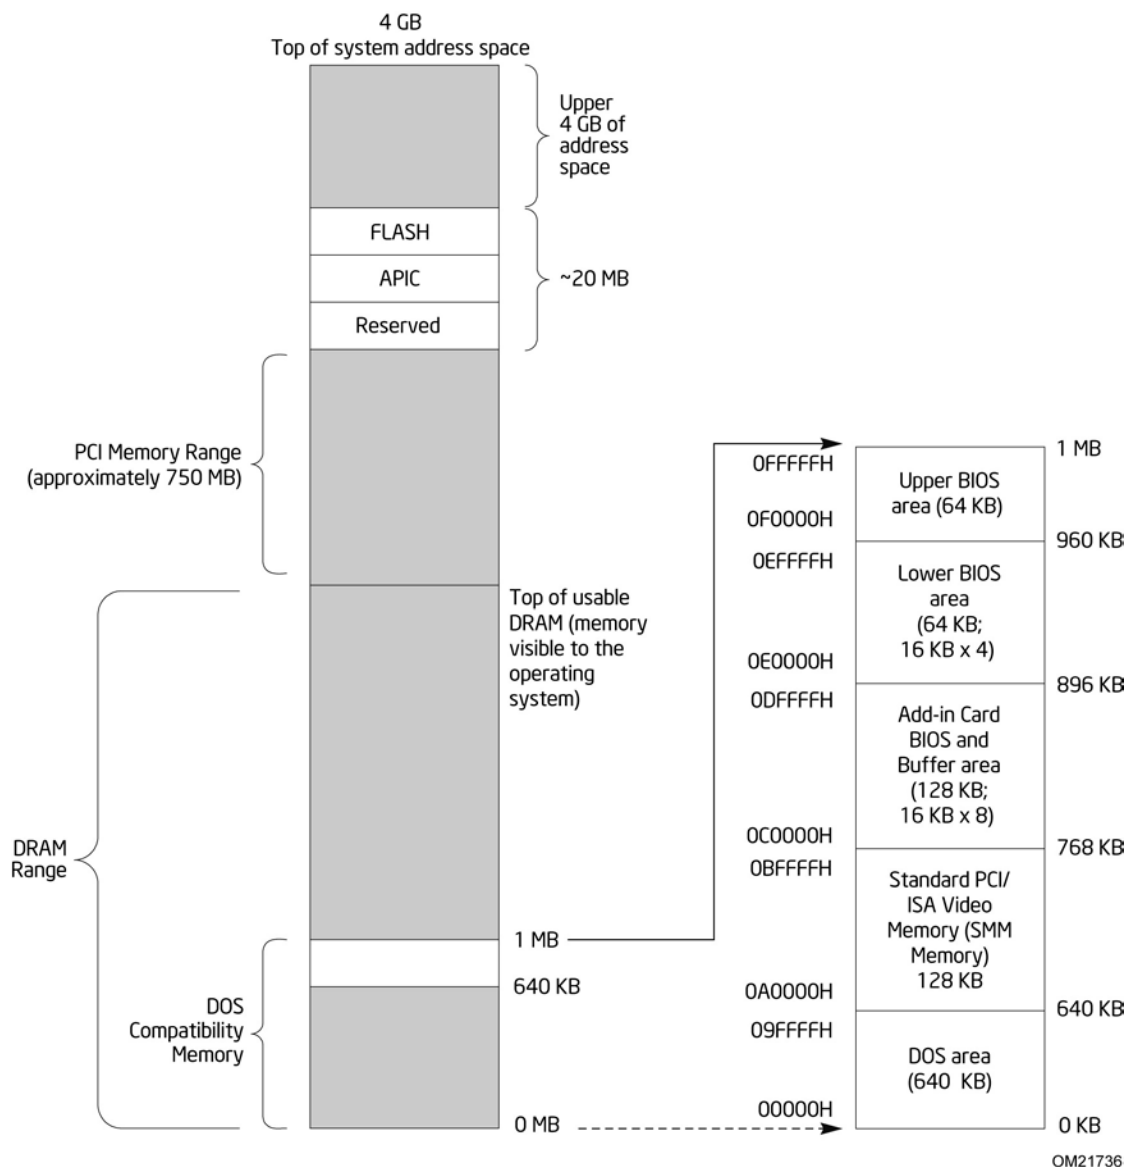 4 GB
Top of system address space
Upper
4 GB of
address
space
FLASH
APIC
~20 MB
Reserved
PCI Memory Range
(approximately 750 MB)
Top of usable
DRAM (memory
visible to the
operating
system)
DRAM
Range
1 MB
640 KB
DOS
Compatibility
Memory
0 MB
0FFFFFH
1 MB
Upper BIOS
area (64 KB)
0F0000H
960 KB
0EFFFFH
Lower BIOS
area
(64 KB;
16 KB x 4)
0E0000H
896 KB
0DFFFFH
Add-in Card
BIOS and
Buffer area
(128 KB;
16 KB x 8)
0C0000H
768 KB
0BFFFFH
Standard PCI/
ISA Video
Memory (SMM
Memory)
128 KB
0A0000H
640 KB
09FFFFH
DOS area
(640 KB)
00000H
0 KB
OM21736